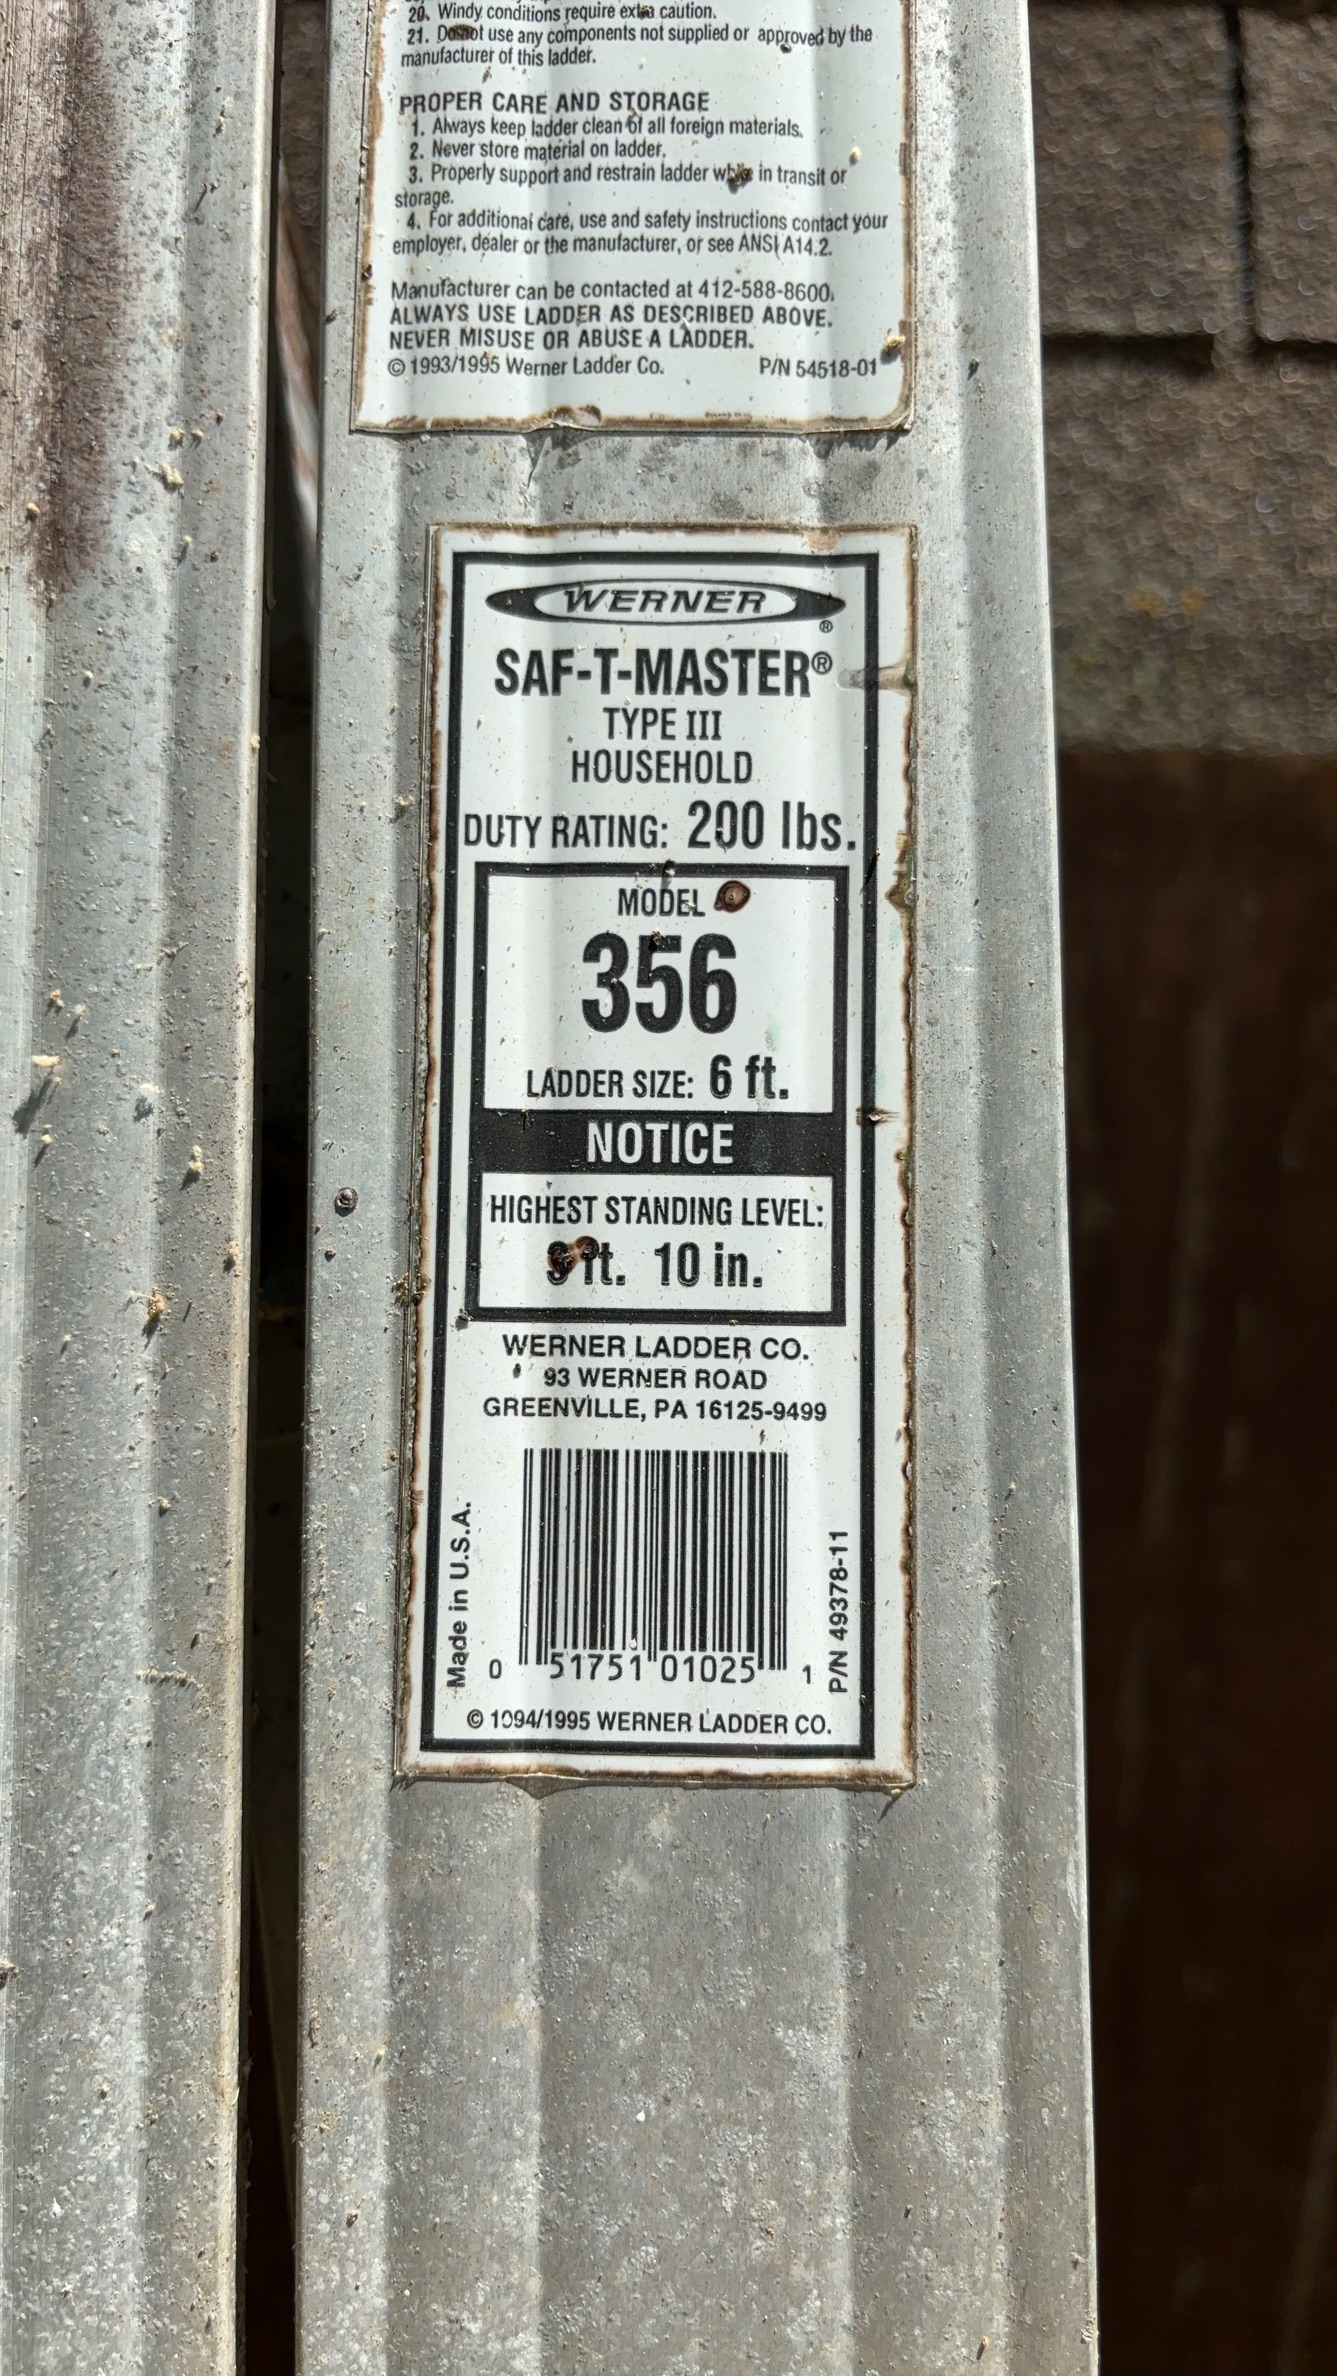 20. Windy conditions require extra caution.
21. Do not use any components not supplied or approved by the
manufacturer of this ladder.
PROPER CARE AND STORAGE
1. Always keep ladder clean of all foreign materials.
2. Never store material on ladder.
3. Properly support and restrain ladder while in transit or
storage.
4. For additional care, use and safety instructions contact your
employer, dealer or the manufacturer, or see ANSI A14.2.
Manufacturer can be contacted at 412-588-8600.
ALWAYS USE LADDER AS DESCRIBED ABOVE.
NEVER MISUSE OR ABUSE A LADDER.
© 1993/1995 Werner Ladder Co. P/N 54518-01
WERNER ®
SAF-T-MASTER®
TYPE III
HOUSEHOLD
DUTY RATING: 200 lbs.
MODEL
356
LADDER SIZE: 6 ft.
NOTICE
HIGHEST STANDING LEVEL:
3 ft. 10 in.
WERNER LADDER CO.
93 WERNER ROAD
GREENVILLE, PA 16125-9499
Made in U.S.A.
0 51751 01025 1
P/N 49378-11
© 1994/1995 WERNER LADDER CO.